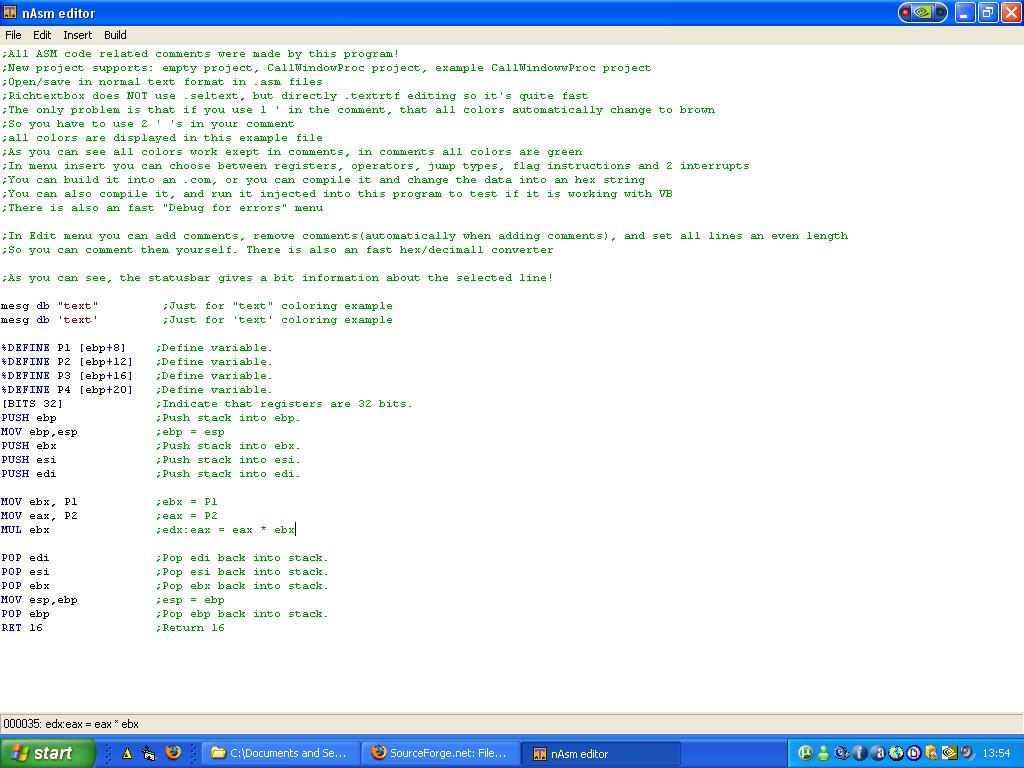 nAsm editor
File Edit Insert Build
;All ASM code related comments were made by this program!
;New project supports: empty project, CallWindowProc project, example CallWindowwProc project
;Open/save in normal text format in .asm files
;Richtextbox does NOT use .seltext, but directly .textrtf editing so it's quite fast
;The only problem is that if you use 1 ' in the comment, that all colors automatically change to brown
;So you have to use 2 ' 's in your comment
;all colors are displayed in this example file
;As you can see all colors work exept in comments, in comments all colors are green
;In menu insert you can choose between registers, operators, jump types, flag instructions and 2 interrupts
;You can build it into an .com, or you can compile it and change the data into an hex string
;You can also compile it, and run it injected into this program to test if it is working with VB
;There is also an fast "Debug for errors" menu
;In Edit menu you can add comments, remove comments(automatically when adding comments), and set all lines an even length
;So you can comment them yourself. There is also an fast hex/decimall converter
;As you can see, the statusbar gives a bit information about the selected line!
mesg db "text" ;Just for "text" coloring example
mesg db 'text' ;Just for 'text' coloring example
%DEFINE P1 [ebp+8] ;Define variable.
%DEFINE P2 [ebp+12] ;Define variable.
%DEFINE P3 [ebp+16] ;Define variable.
%DEFINE P4 [ebp+20] ;Define variable.
[BITS 32] ;Indicate that registers are 32 bits.
PUSH ebp ;Push stack into ebp.
MOV ebp,esp ;ebp = esp
PUSH ebx ;Push stack into ebx.
PUSH esi ;Push stack into esi.
PUSH edi ;Push stack into edi.
MOV ebx, P1 ;ebx = P1
MOV eax, P2 ;eax = P2
MUL ebx ;edx:eax = eax * ebx
POP edi ;Pop edi back into stack.
POP esi ;Pop esi back into stack.
POP ebx ;Pop ebx back into stack.
MOV esp,ebp ;esp = ebp
POP ebp ;Pop ebp back into stack.
RET 16 ;Return 16
000035: edx:eax = eax * ebx
start C:\Documents and Se... SourceForge.net: File... nAsm editor 13:54